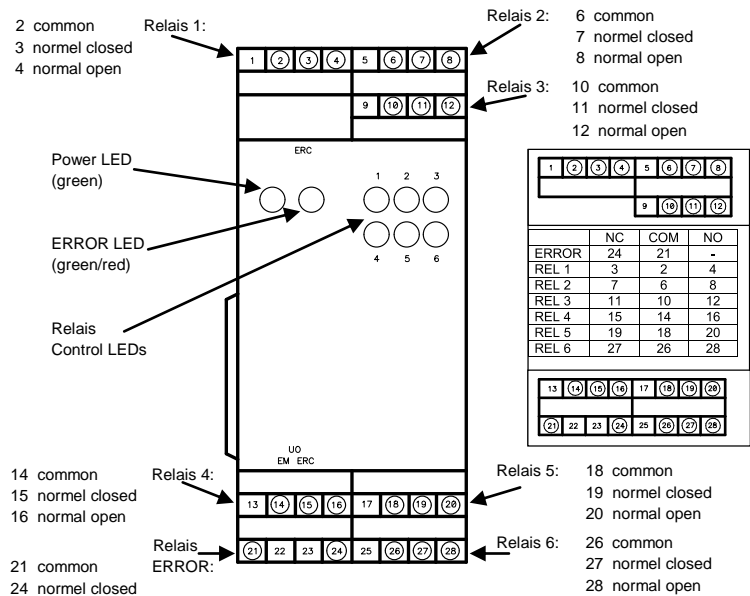 Relais 1:
2 common
3 normel closed
4 normal open
Relais 2:
6 common
7 normel closed
8 normal open
1 2 3 4 5 6 7 8
9 10 11 12
Relais 3:
10 common
11 normel closed
12 normal open
ERC
Power LED
(green)
ERROR LED
(green/red)
Relais
Control LEDs
1 2 3
4 5 6
1 2 3 4 5 6 7 8
9 10 11 12
NC COM NO
ERROR 24 21 -
REL 1 3 2 4
REL 2 7 6 8
REL 3 11 10 12
REL 4 15 14 16
REL 5 19 18 20
REL 6 27 26 28
13 14 15 16 17 18 19 20
21 22 23 24 25 26 27 28
UO
EM ERC
Relais 4:
14 common
15 normel closed
16 normal open
13 14 15 16 17 18 19 20
Relais 5:
18 common
19 normel closed
20 normal open
Relais
ERROR:
21 common
24 normel closed
21 22 23 24 25 26 27 28
Relais 6:
26 common
27 normel closed
28 normal open